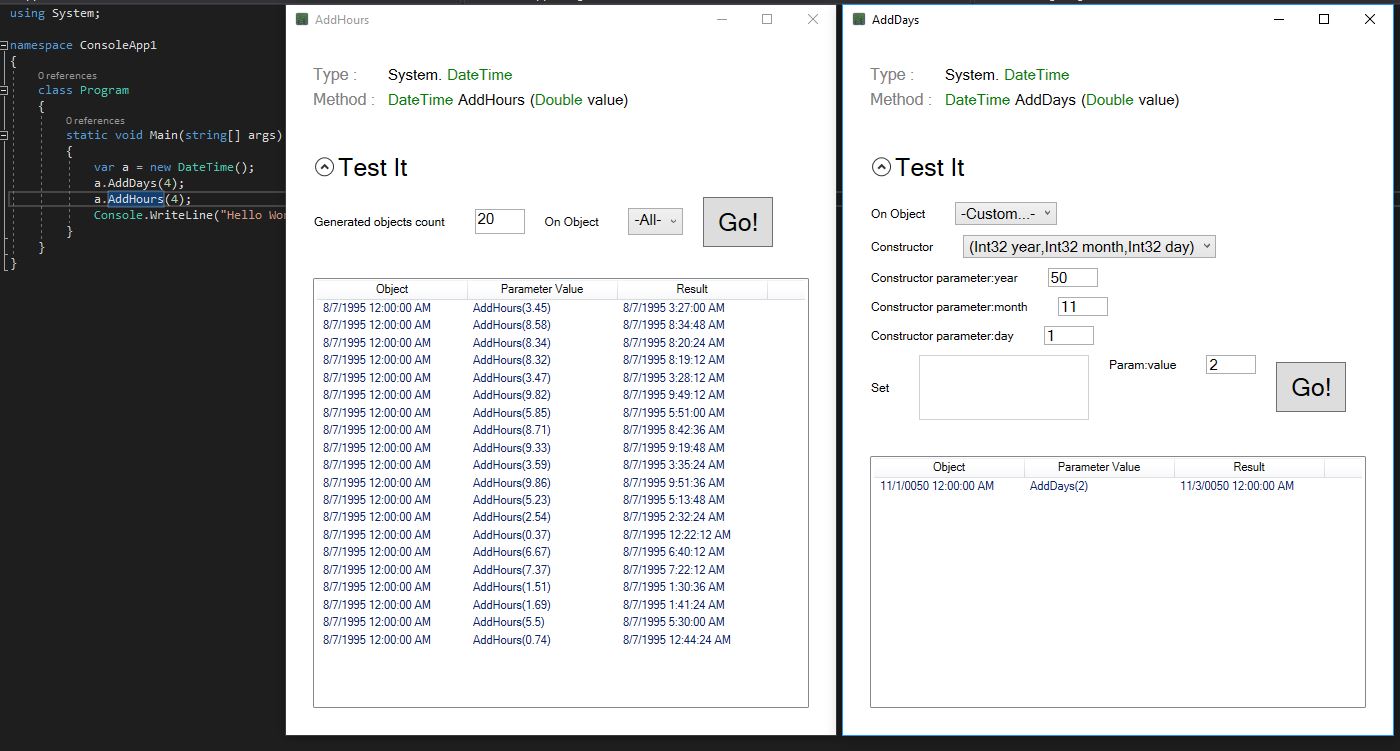 using System;
namespace ConsoleApp1
{
0 references
class Program
{
0 references
static void Main(string[] args)
{
var a = new DateTime();
a.AddDays(4);
a.AddHours(4);
Console.WriteLine("Hello Wor
}
}
}
AddHours
Type : System. DateTime
Method : DateTime AddHours (Double value)
Test It
Generated objects count 20 On Object -All- Go!
Object Parameter Value Result
8/7/1995 12:00:00 AM AddHours(3.45) 8/7/1995 3:27:00 AM
8/7/1995 12:00:00 AM AddHours(8.58) 8/7/1995 8:34:48 AM
8/7/1995 12:00:00 AM AddHours(8.34) 8/7/1995 8:20:24 AM
8/7/1995 12:00:00 AM AddHours(8.32) 8/7/1995 8:19:12 AM
8/7/1995 12:00:00 AM AddHours(3.47) 8/7/1995 3:28:12 AM
8/7/1995 12:00:00 AM AddHours(9.82) 8/7/1995 9:49:12 AM
8/7/1995 12:00:00 AM AddHours(5.85) 8/7/1995 5:51:00 AM
8/7/1995 12:00:00 AM AddHours(8.71) 8/7/1995 8:42:36 AM
8/7/1995 12:00:00 AM AddHours(9.33) 8/7/1995 9:19:48 AM
8/7/1995 12:00:00 AM AddHours(3.59) 8/7/1995 3:35:24 AM
8/7/1995 12:00:00 AM AddHours(9.86) 8/7/1995 9:51:36 AM
8/7/1995 12:00:00 AM AddHours(5.23) 8/7/1995 5:13:48 AM
8/7/1995 12:00:00 AM AddHours(2.54) 8/7/1995 2:32:24 AM
8/7/1995 12:00:00 AM AddHours(0.37) 8/7/1995 12:22:12 AM
8/7/1995 12:00:00 AM AddHours(6.67) 8/7/1995 6:40:12 AM
8/7/1995 12:00:00 AM AddHours(7.37) 8/7/1995 7:22:12 AM
8/7/1995 12:00:00 AM AddHours(1.51) 8/7/1995 1:30:36 AM
8/7/1995 12:00:00 AM AddHours(1.69) 8/7/1995 1:41:24 AM
8/7/1995 12:00:00 AM AddHours(5.5) 8/7/1995 5:30:00 AM
8/7/1995 12:00:00 AM AddHours(0.74) 8/7/1995 12:44:24 AM
AddDays
Type : System. DateTime
Method : DateTime AddDays (Double value)
Test It
On Object -Custom...-
Constructor (Int32 year,Int32 month,Int32 day)
Constructor parameter:year 50
Constructor parameter:month 11
Constructor parameter:day 1
Set Param:value 2 Go!
Object Parameter Value Result
11/1/0050 12:00:00 AM AddDays(2) 11/3/0050 12:00:00 AM